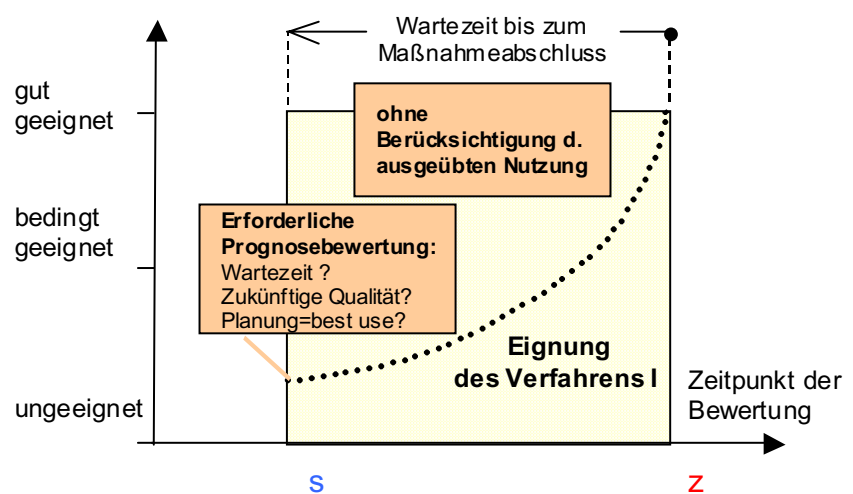 Wartezeit bis zum
Maßnahmeabschluss
gut
geeignet
ohne
Berücksichtigung d.
ausgeübten Nutzung
bedingt
geeignet
Erforderliche
Prognosebewertung:
Wartezeit ?
Zukünftige Qualität?
Planung=best use?
Eignung
des Verfahrens I
ungeeignet
Zeitpunkt der
Bewertung
S
Z